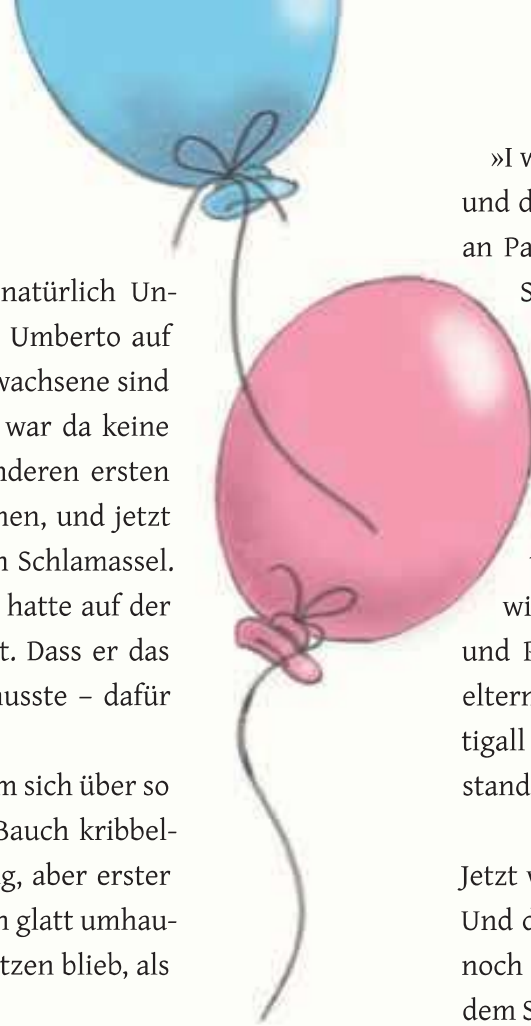 natürlich Un-
Umberto auf
wachsene sind
war da keine
nderen ersten
nen, und jetzt
Schlamassel.
hatte auf der
t. Dass er das
nusste – dafür
m sich über so
Bauch kribbel-
g, aber erster
n glatt umhau-
tzen blieb, als
»I w
und d
an Pa
S
wi
und
eltern
tigall
stand
Jetzt
Und d
noch
dem S